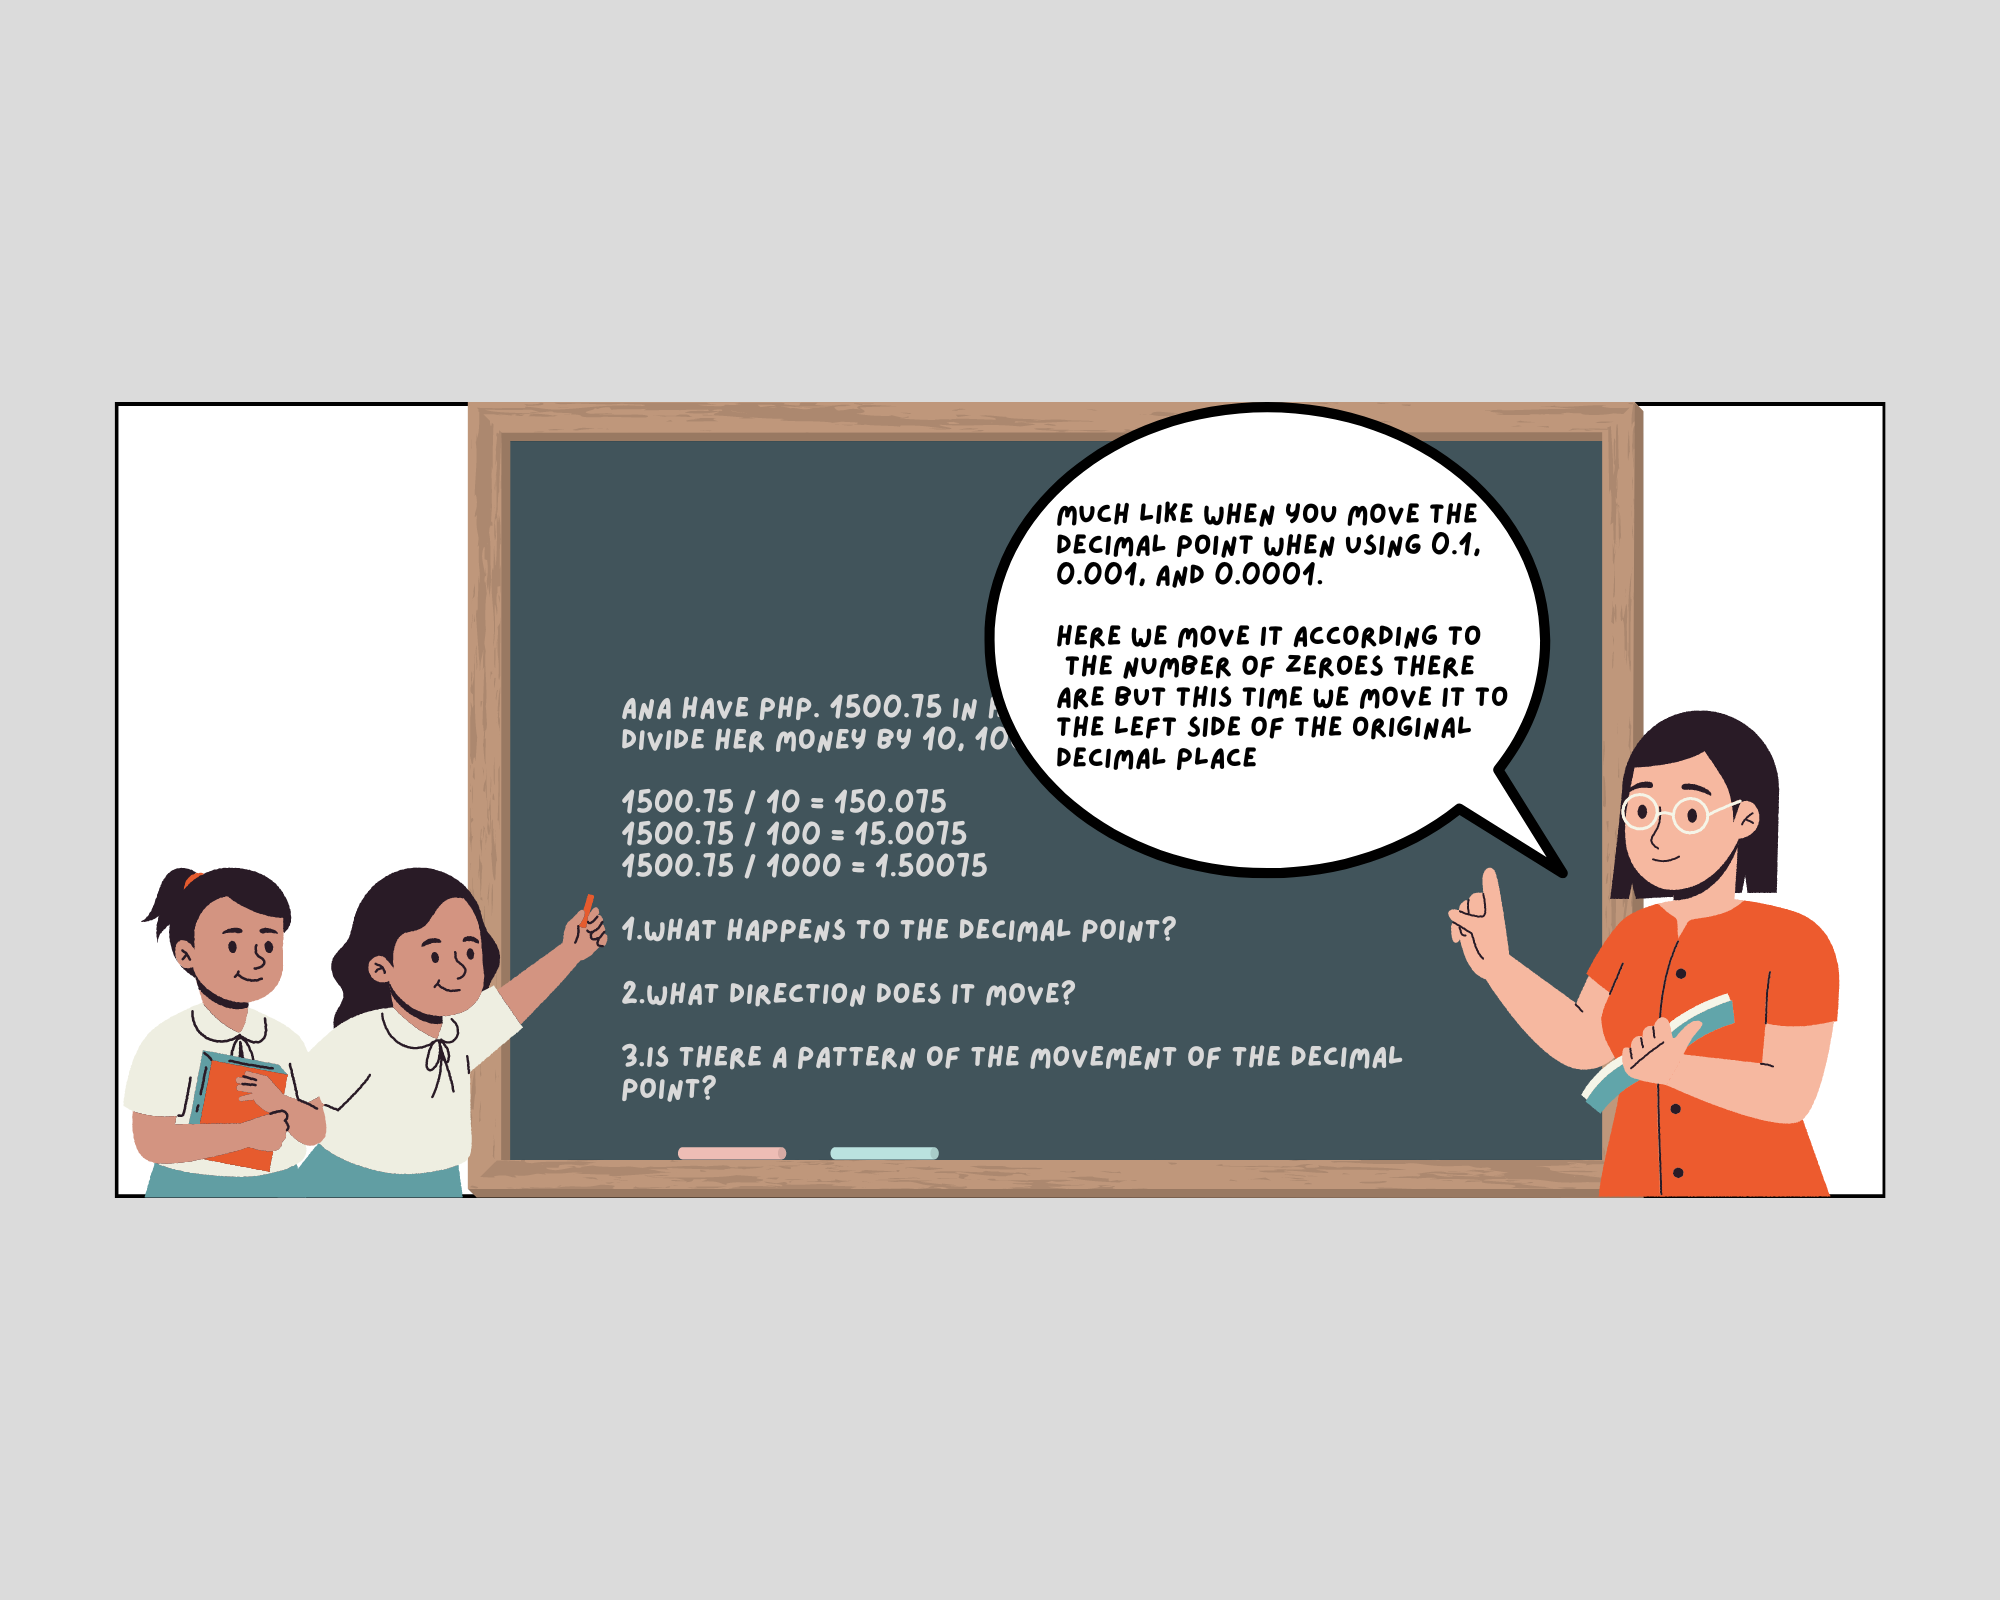 MUCH LIKE WHEN YOU MOVE THE
DECIMAL POINT WHEN USING 0.1,
0.001, AND 0.0001.
HERE WE MOVE IT ACCORDING TO
THE NUMBER OF ZEROES THERE
ARE BUT THIS TIME WE MOVE IT TO
THE LEFT SIDE OF THE ORIGINAL
DECIMAL PLACE
ANA HAVE PHP. 1500.75 IN
DIVIDE HER MONEY BY 10,
1500.75 / 10 = 150.075
1500.75 / 100 = 15.0075
1500.75 / 1000 = 1.50075
1.WHAT HAPPENS TO THE DECIMAL POINT?
2.WHAT DIRECTION DOES IT MOVE?
3.IS THERE A PATTERN OF THE MOVEMENT OF THE DECIMAL
POINT?